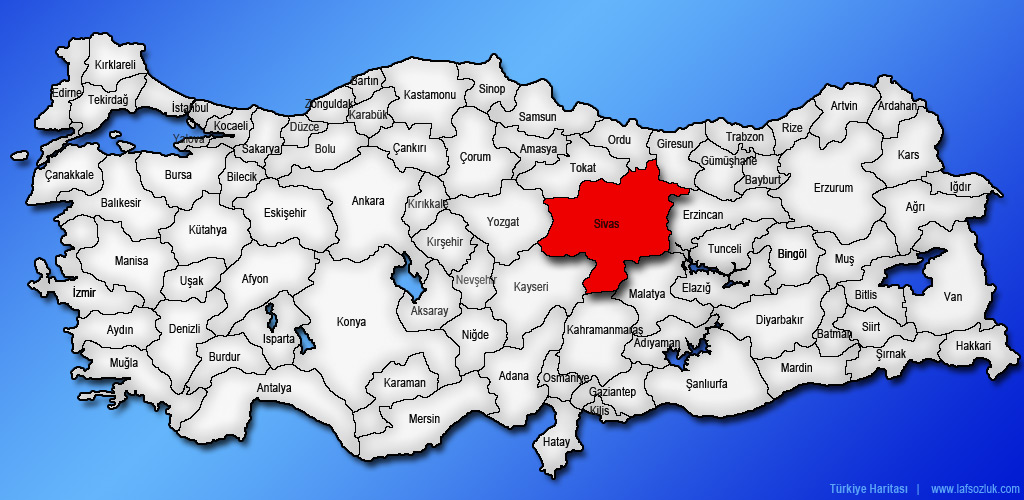 Kırklareli
Edirne
Tekirdağ
İstanbul
Yalova
Kocaeli
Sakarya
Düzce
Zonguldak
Bartın
Karabük
Kastamonu
Sinop
Samsun
Bolu
Çankırı
Çorum
Amasya
Tokat
Ordu
Giresun
Trabzon
Gümüşhane
Bayburt
Rize
Artvin
Ardahan
Kars
Iğdır
Ağrı
Erzurum
Erzincan
Çanakkale
Balıkesir
Bursa
Bilecik
Eskişehir
Kütahya
Ankara
Kırıkkale
Kırşehir
Yozgat
Sivas
Tunceli
Bingöl
Muş
Elazığ
Malatya
Manisa
Uşak
Afyon
İzmir
Aydın
Denizli
Muğla
Burdur
Isparta
Konya
Aksaray
Nevşehir
Kayseri
Niğde
Kahramanmaraş
Adıyaman
Diyarbakır
Batman
Bitlis
Siirt
Van
Hakkari
Şırnak
Mardin
Şanlıurfa
Antalya
Karaman
Mersin
Adana
Osmaniye
Gaziantep
Kilis
Hatay
Türkiye Haritası | www.lafsozluk.com